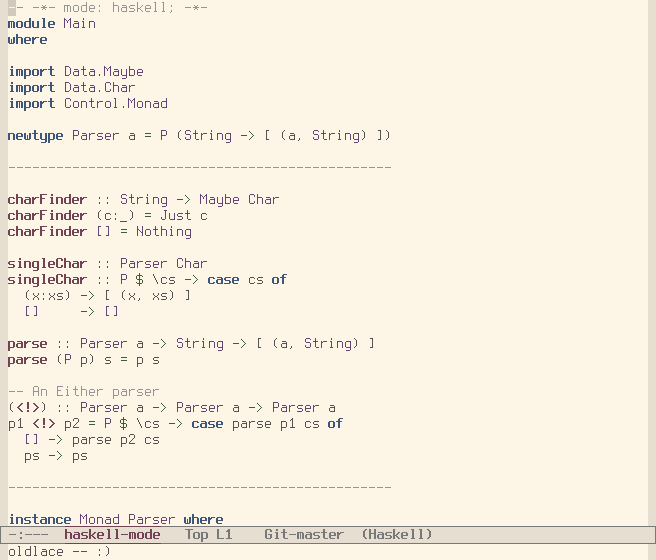 -- -*- mode: haskell; -*-
module Main
where

import Data.Maybe
import Data.Char
import Control.Monad

newtype Parser a = P (String -> [ (a, String) ])

------------------------------------------------

charFinder :: String -> Maybe Char
charFinder (c:_) = Just c
charFinder [] = Nothing

singleChar :: Parser Char
singleChar :: P $ \cs -> case cs of
  (x:xs) -> [ (x, xs) ]
  []     -> []

parse :: Parser a -> String -> [ (a, String) ]
parse (P p) s = p s

-- An Either parser
(<!>) :: Parser a -> Parser a -> Parser a
p1 <!> p2 = P $ \cs -> case parse p1 cs of
  [] -> parse p2 cs
  ps -> ps

------------------------------------------------

instance Monad Parser where
-:---  haskell-mode   Top L1    Git-master  (Haskell)
oldlace -- :)